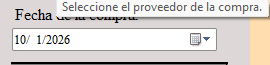 Seleccione el proveedor de la compra.
Fecha de la compra:
10/ 1/2026